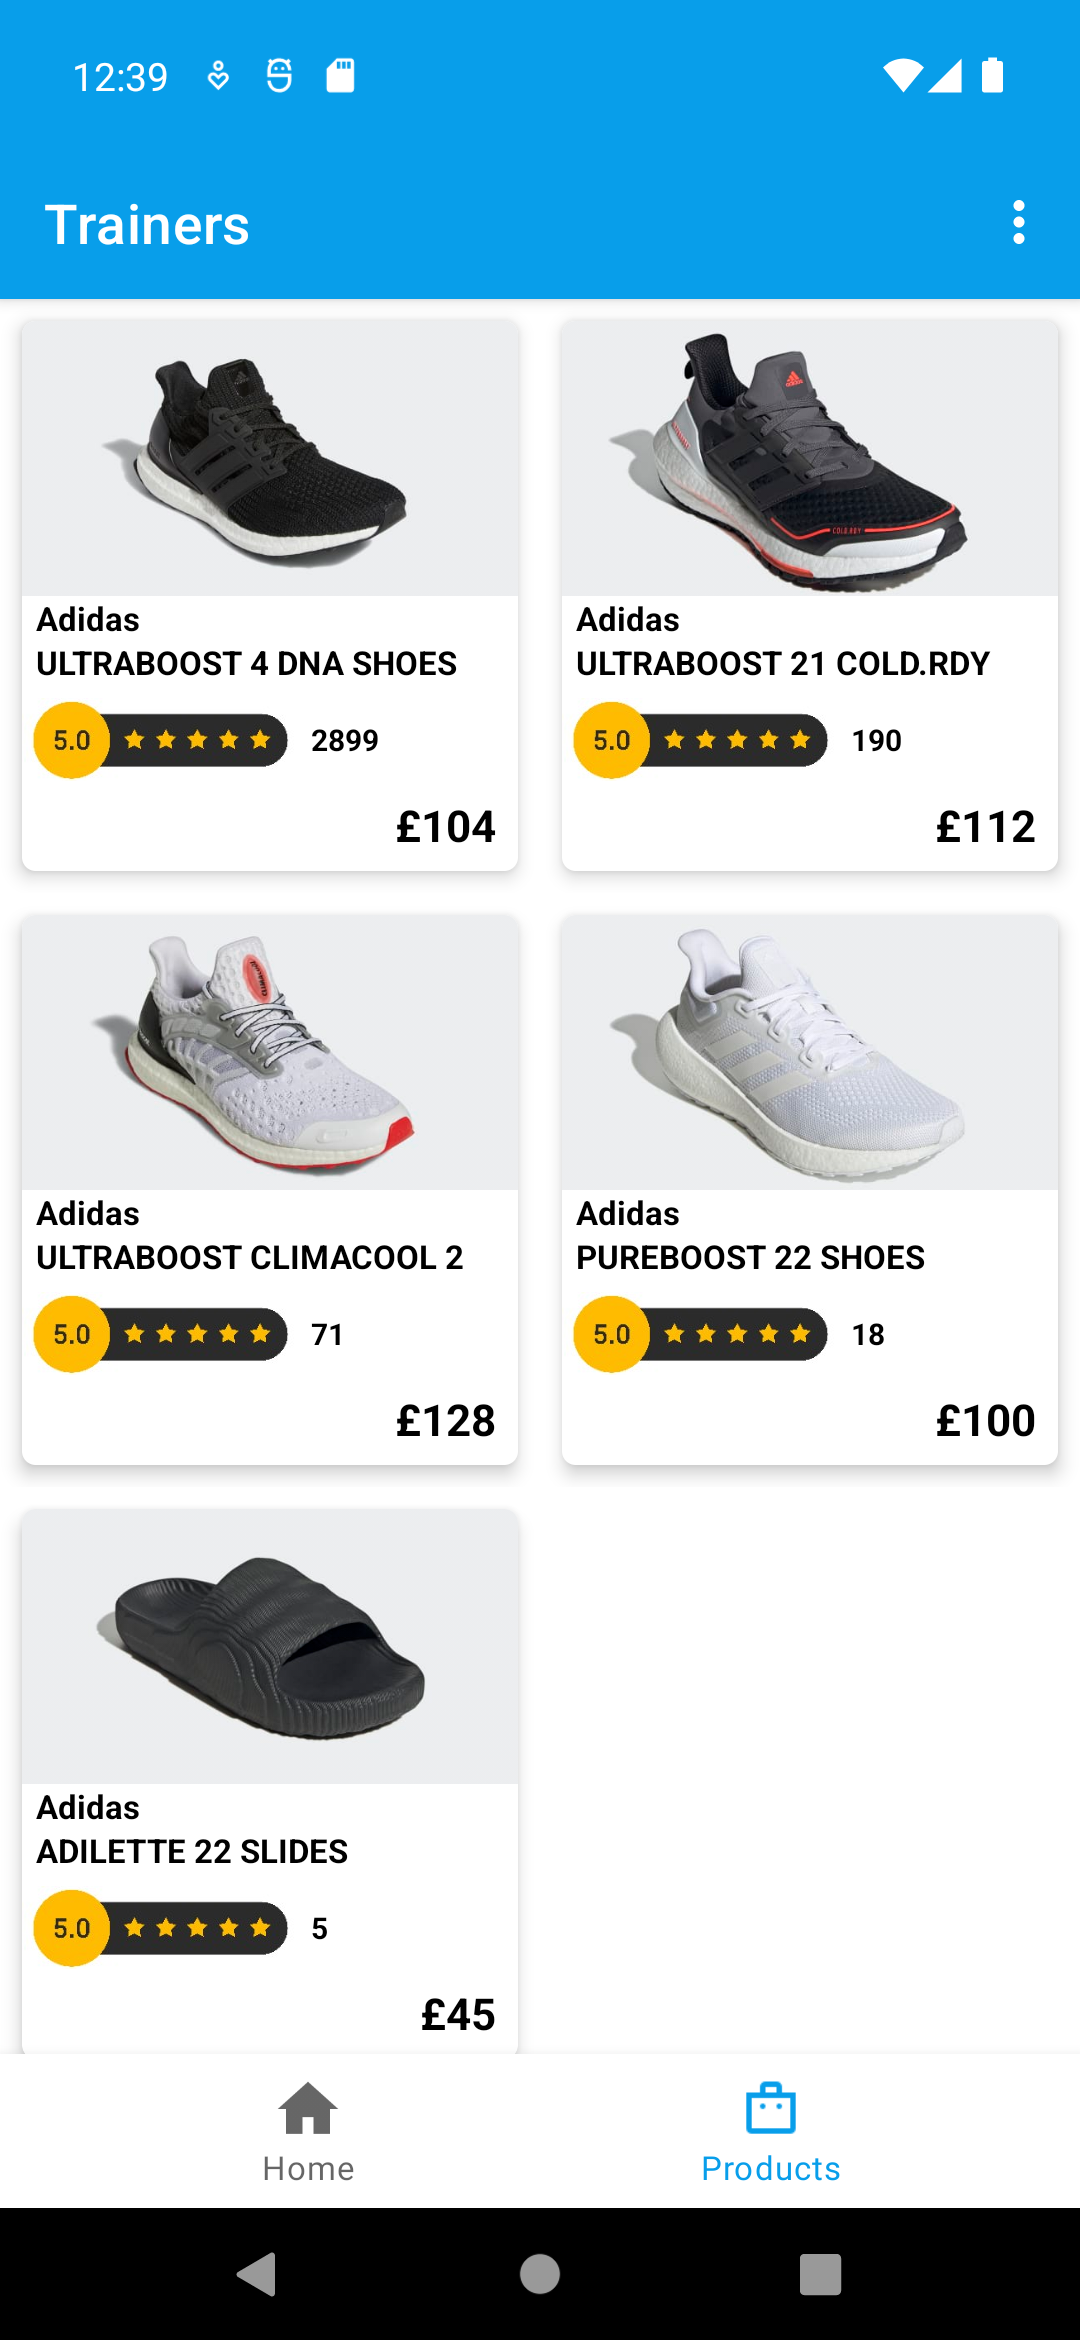 12:39
Trainers
Adidas
ULTRABOOST 4 DNA SHOES
5.0 2899
£104
Adidas
ULTRABOOST 21 COLD.RDY
5.0 190
£112
Adidas
ULTRABOOST CLIMACOOL 2
5.0 71
£128
Adidas
PUREBOOST 22 SHOES
5.0 18
£100
Adidas
ADILETTE 22 SLIDES
5.0 5
£45
Home
Products